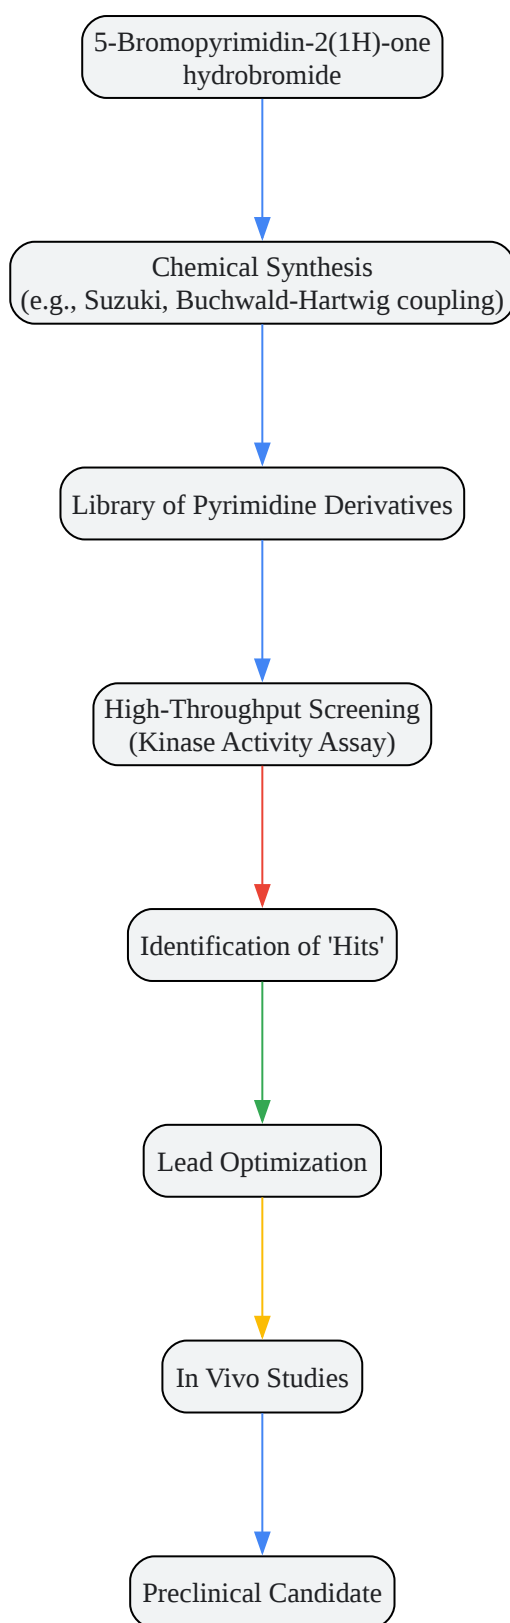 5-Bromopyrimidin-2(1H)-one
hydrobromide
Chemical Synthesis
(e.g., Suzuki, Buchwald-Hartwig coupling)
Library of Pyrimidine Derivatives
High-Throughput Screening
(Kinase Activity Assay)
Identification of 'Hits'
Lead Optimization
In Vivo Studies
Preclinical Candidate